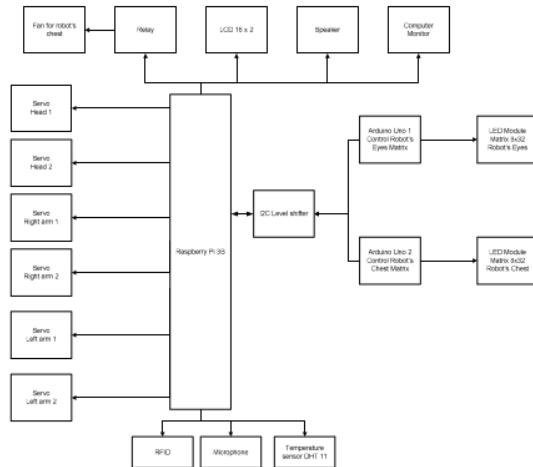 Fan for robot's
chest
Relay
LCD 16 x 2
Speaker
Computer
Monitor
Servo
Head 1
Servo
Head 2
Servo
Right arm 1
Servo
Right arm 2
Servo
Left arm 1
Servo
Left arm 2
Raspberry Pi 3B
I2C Level shifter
Arduino Uno 1
Control Robot's
Eyes Matrix
LED Module
Matrix 8x32
Robot's Eyes
Arduino Uno 2
Control Robot's
Chest Matrix
LED Module
Matrix 8x32
Robot's Chest
RFID
Microphone
Temperature
sensor DHT 11